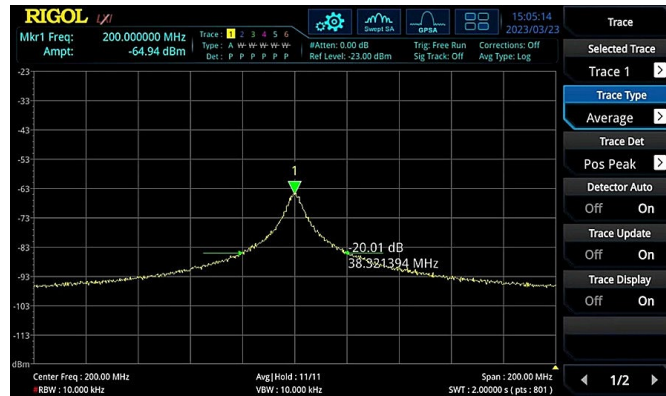 RIGOL LXI
Mkr1 Freq: 200.000000 MHz
Ampt: -64.94 dBm
Trace: 1 2 3 4 5 6
Type: A W W W W W
Det: P P P P P P
Swept SA
GPSA
#Atten: 0.00 dB
Ref Level: -23.00 dBm
Trig: Free Run
Sig Track: Off
Corrections: Off
Avg Type: Log
15:05:14
2023/03/23
-23
-33
-43
-53
-63
-73
-83
-93
-103
-113
dBm
1
-20.01 dB
38.321394 MHz
Center Freq : 200.00 MHz
Avg|Hold : 11/11
Span : 200.00 MHz
#RBW : 10.000 kHz
VBW : 10.000 kHz
SWT : 2.00000 s ( pts : 801 )
Trace
Selected Trace
Trace 1
Trace Type
Average
Trace Det
Pos Peak
Detector Auto
Off On
Trace Update
Off On
Trace Display
Off On
1/2